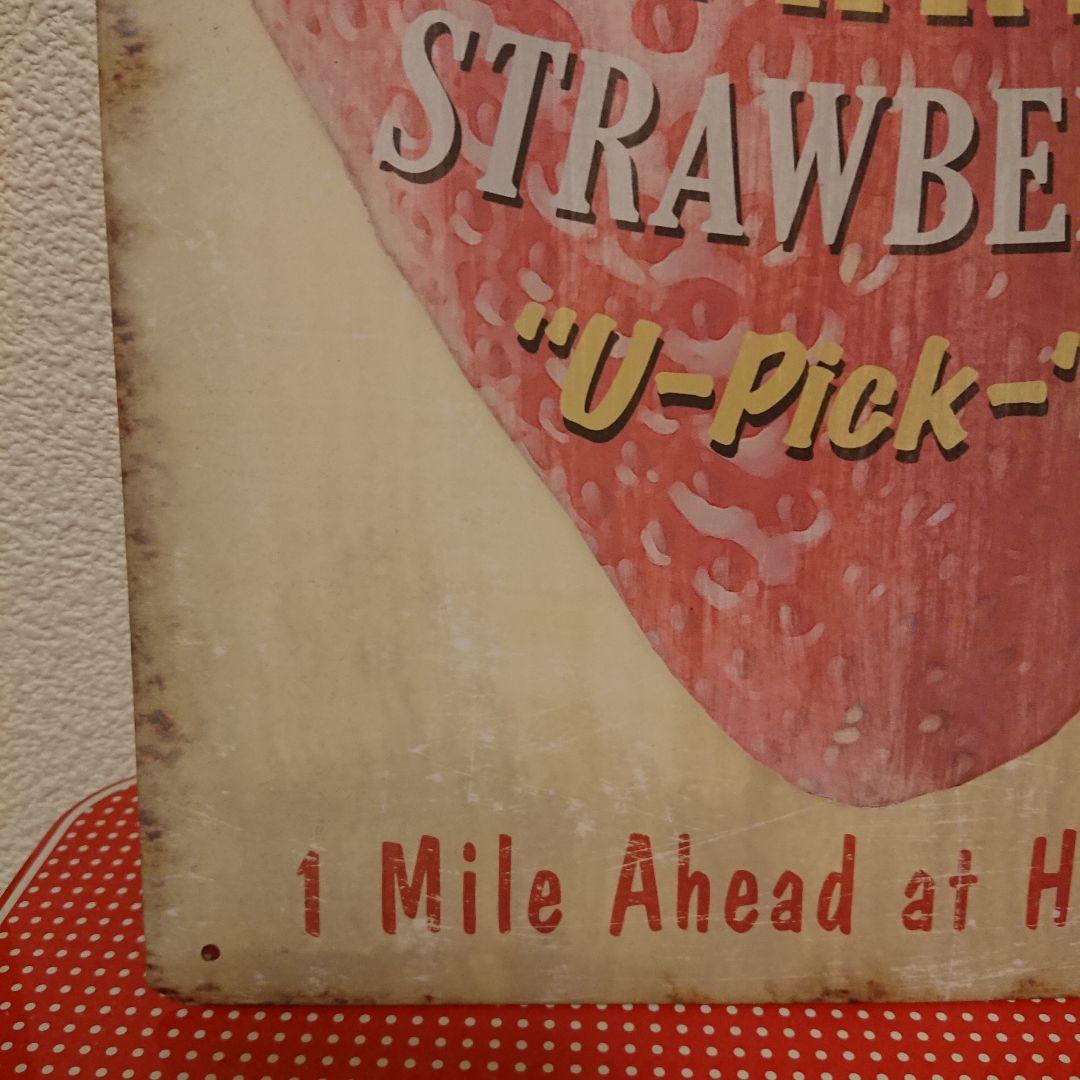 STRAWBE
"U-Pick-"
1 Mile Ahead at H